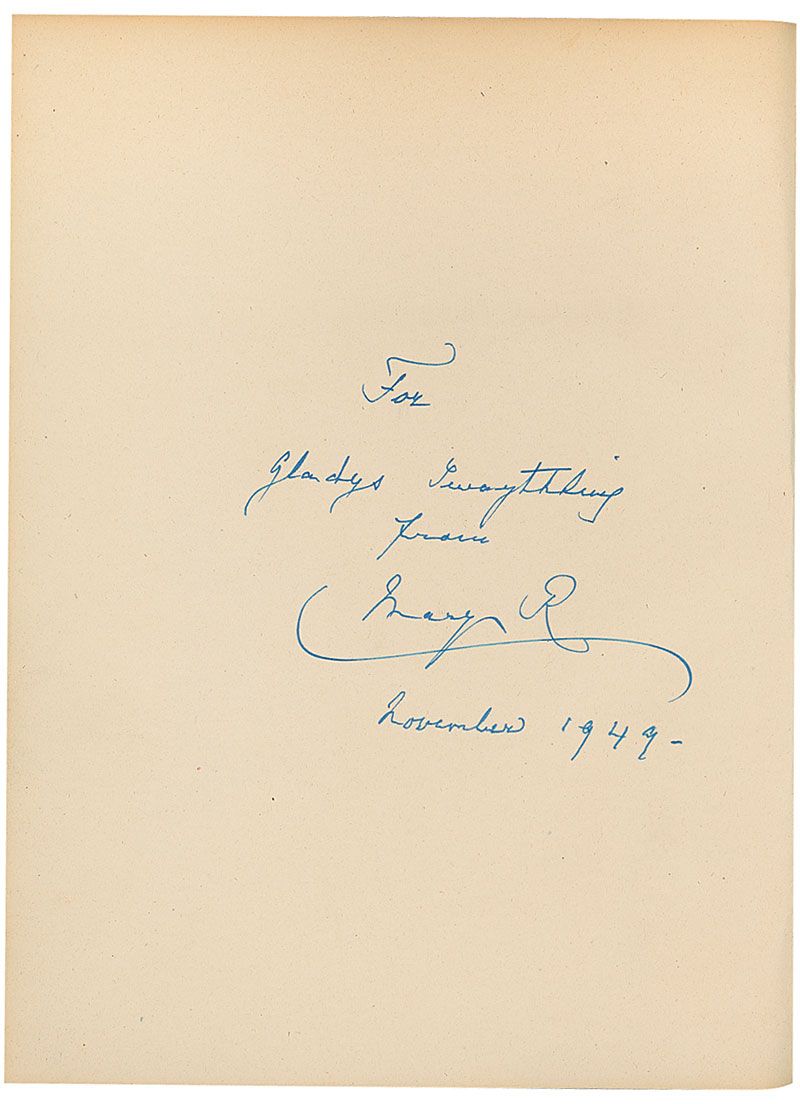 For
Gladys Swaythling
from
Mary R
November 1949-